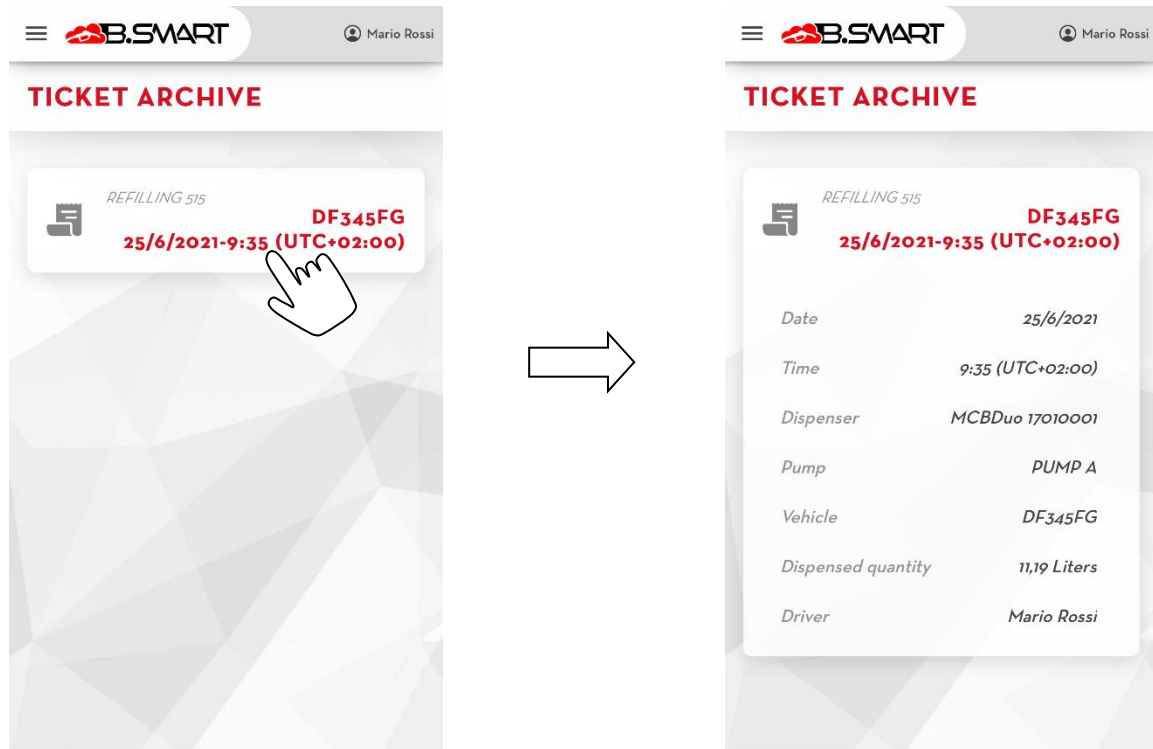 B.SMART
Mario Rossi
TICKET ARCHIVE
REFILLING 515
DF345FG
25/6/2021-9:35 (UTC+02:00)
B.SMART
Mario Rossi
TICKET ARCHIVE
REFILLING 515
DF345FG
25/6/2021-9:35 (UTC+02:00)
Date 25/6/2021
Time 9:35 (UTC+02:00)
Dispenser MCBDuo 17010001
Pump PUMP A
Vehicle DF345FG
Dispensed quantity 11,19 Liters
Driver Mario Rossi